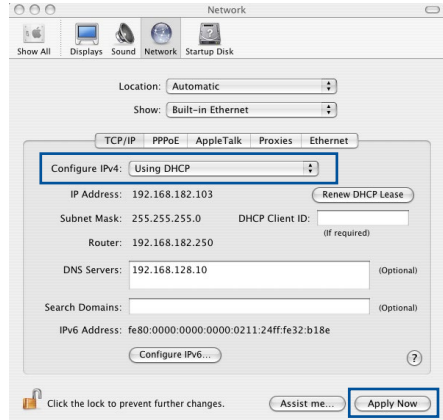 Network
Show All Displays Sound Network Startup Disk
Location: Automatic
Show: Built-in Ethernet
TCP/IP PPPoE AppleTalk Proxies Ethernet
Configure IPv4: Using DHCP
IP Address: 192.168.182.103 Renew DHCP Lease
Subnet Mask: 255.255.255.0 DHCP Client ID:
(If required)
Router: 192.168.182.250
DNS Servers: 192.168.128.10 (Optional)
Search Domains: (Optional)
IPv6 Address: fe80:0000:0000:0000:0211:24ff:fe32:b18e
Configure IPv6... ?
Click the lock to prevent further changes. Assist me... Apply Now